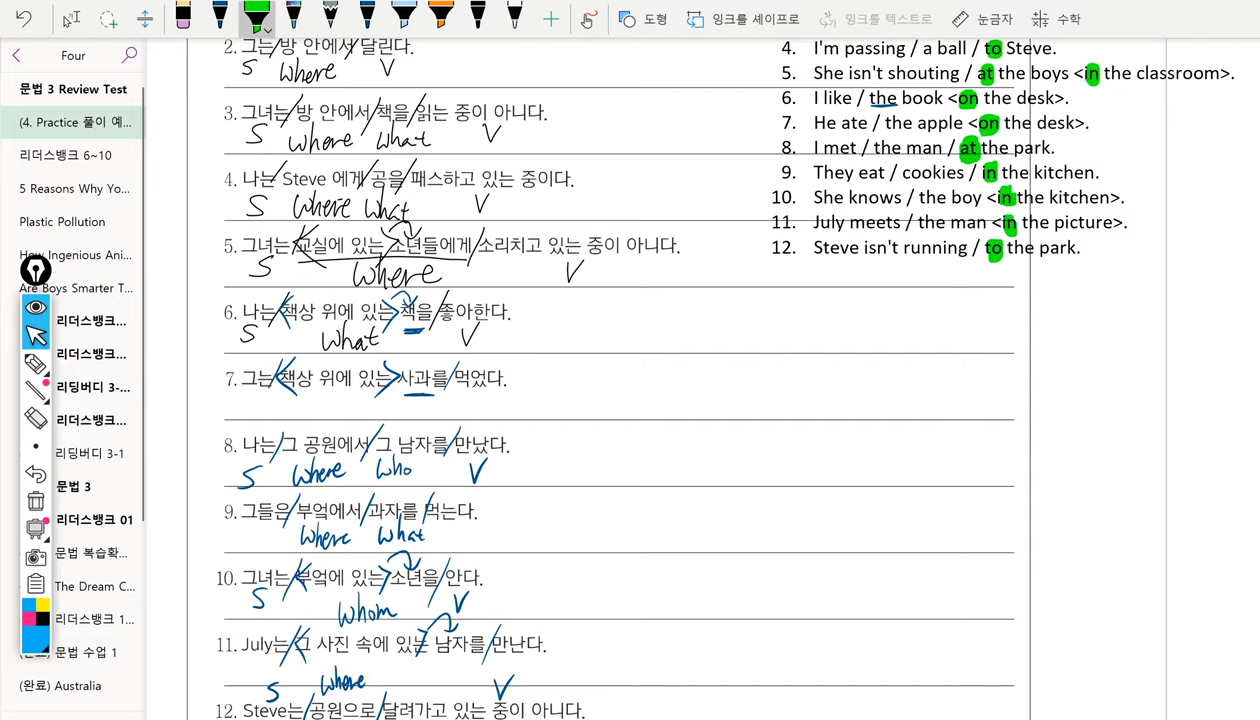 도형
잉크를 셰이프로
잉크를 텍스트로
눈금자
수학
Four
문법 3 Review Test
(4. Practice 풀이 예...
리더스뱅크 6~10
5 Reasons Why Yo...
Plastic Pollution
How Ingenious Ani...
Are Boys Smarter T...
리더스뱅크...
리더스뱅크...
리딩버디 3-...
리더스뱅크...
리딩버디 3-1
문법 3
리더스뱅크 01
문법 복습확...
The Dream C...
리더스뱅크 1...
문법 수업 1
(완료) Australia
2. 그는/방 안에서/달린다.
S where V
3. 그녀는/방 안에서/책을/읽는 중이 아니다.
S where what V
4. 나는/Steve 에게/공을/패스하고 있는 중이다.
S where what V
5. 그녀는/<교실에 있는 소년들에게/소리치고 있는 중이 아니다.
S where V
6. 나는/<책상 위에 있는>책을/좋아한다.
S what V
7. 그는/<책상 위에 있는>사과를/먹었다.
8. 나는/그 공원에서/그 남자를/만났다.
S where who V
9. 그들은/부엌에서/과자를/먹는다.
where what
10. 그녀는/<부엌에 있는>소년을/안다.
S whom V
11. July는/<그 사진 속에 있는>남자를/만난다.
S where V
12. Steve는/공원으로/달려가고 있는 중이 아니다.
4. I'm passing / a ball / to Steve.
5. She isn't shouting / at the boys <in the classroom>.
6. I like / the book <on the desk>.
7. He ate / the apple <on the desk>.
8. I met / the man / at the park.
9. They eat / cookies / in the kitchen.
10. She knows / the boy <in the kitchen>.
11. July meets / the man <in the picture>.
12. Steve isn't running / to the park.